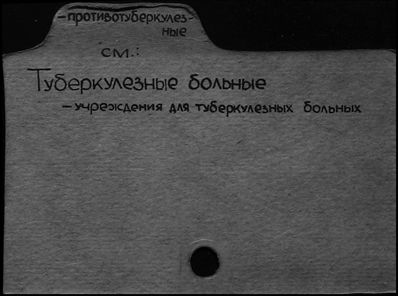 –противотуберкулез-
ные
см.:
Туберкулезные больные
– учреждения для туберкулезных больных